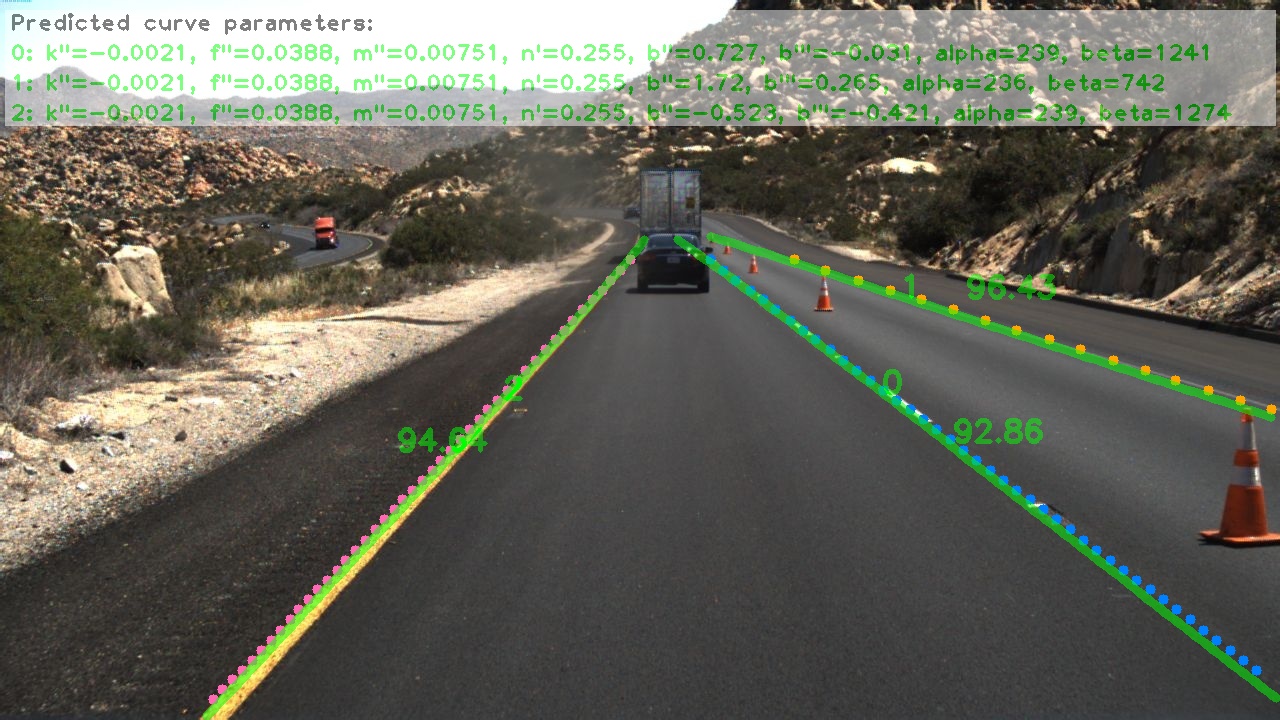 Predicted curve parameters:
0: k''=-0.0021, f''=0.0388, m''=0.00751, n'=0.255, b''=0.727, b'''=-0.031, alpha=239, beta=1241
1: k''=-0.0021, f''=0.0388, m''=0.00751, n'=0.255, b''=1.72, b'''=0.265, alpha=236, beta=742
2: k''=-0.0021, f''=0.0388, m''=0.00751, n'=0.255, b''=-0.523, b'''=-0.421, alpha=239, beta=1274
1 96.43
2 0
94.64 92.86